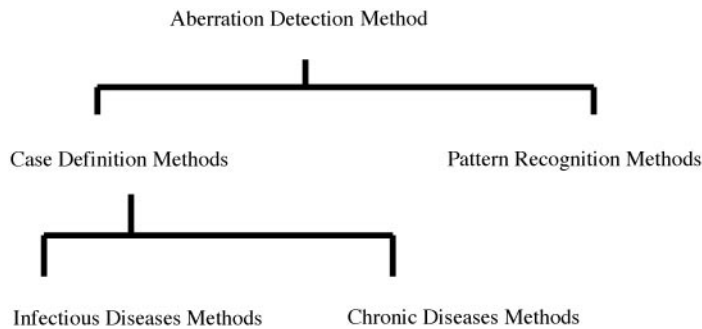 Aberration Detection Method
Case Definition Methods
Pattern Recognition Methods
Infectious Diseases Methods
Chronic Diseases Methods